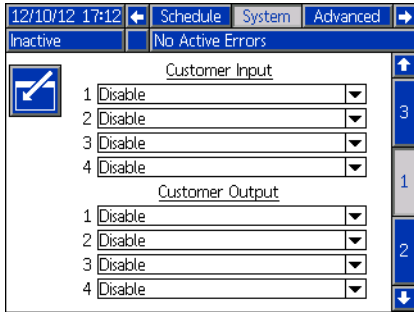 12/10/12 17:12 Schedule System Advanced
Inactive No Active Errors
Customer Input
1 Disable
2 Disable
3 Disable
4 Disable
Customer Output
1 Disable
2 Disable
3 Disable
4 Disable
3
1
2